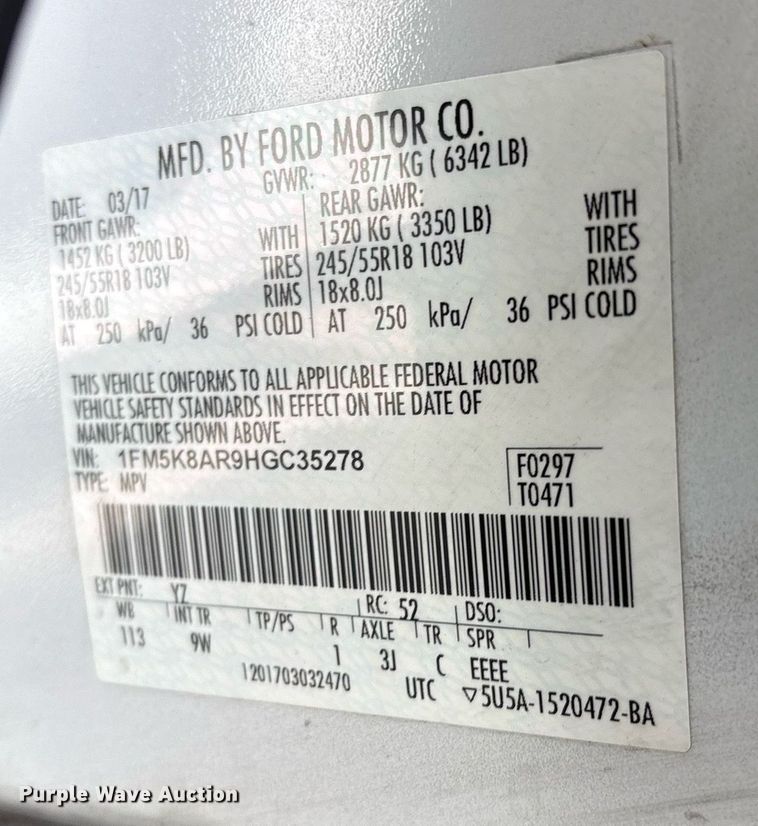 MFD. BY FORD MOTOR CO.
DATE: 03/17 GVWR: 2877 KG ( 6342 LB)
FRONT GAWR: REAR GAWR:
1452 KG ( 3200 LB) WITH 1520 KG ( 3350 LB) WITH
245/55R18 103V TIRES 245/55R18 103V TIRES
18x8.0J RIMS 18x8.0J RIMS
AT 250 kPa/ 36 PSI COLD AT 250 kPa/ 36 PSI COLD
THIS VEHICLE CONFORMS TO ALL APPLICABLE FEDERAL MOTOR
VEHICLE SAFETY STANDARDS IN EFFECT ON THE DATE OF
MANUFACTURE SHOWN ABOVE.
VIN: 1FM5K8AR9HGC35278 F0297
TYPE: MPV T0471
EXT PNT: YZ RC: 52 DSO:
WB INT TR TP/PS R AXLE TR SPR
113 9W 1 3J C EEEE
1201703032470 UTC ▽5U5A-1520472-BA
Purple Wave Auction